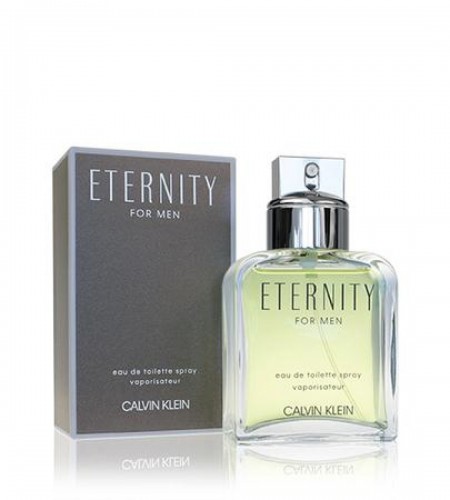 ETERNITY
FOR MEN
eau de toilette spray
vaporisateur
CALVIN KLEIN
ETERNITY
FOR MEN
eau de toilette spray
vaporisateur
CALVIN KLEIN